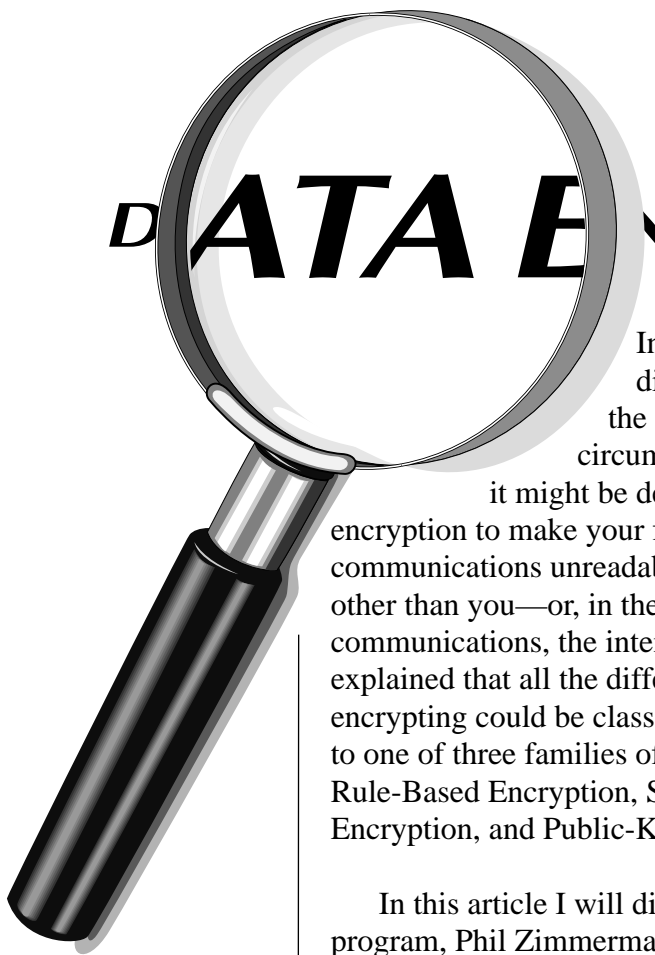 DATA E
In
di
the
circun
it might be de
encryption to make your f
communications unreadab
other than you—or, in the
communications, the inter
explained that all the diffe
encrypting could be class
to one of three families of
Rule-Based Encryption, S
Encryption, and Public-K
In this article I will di
program, Phil Zimmerma